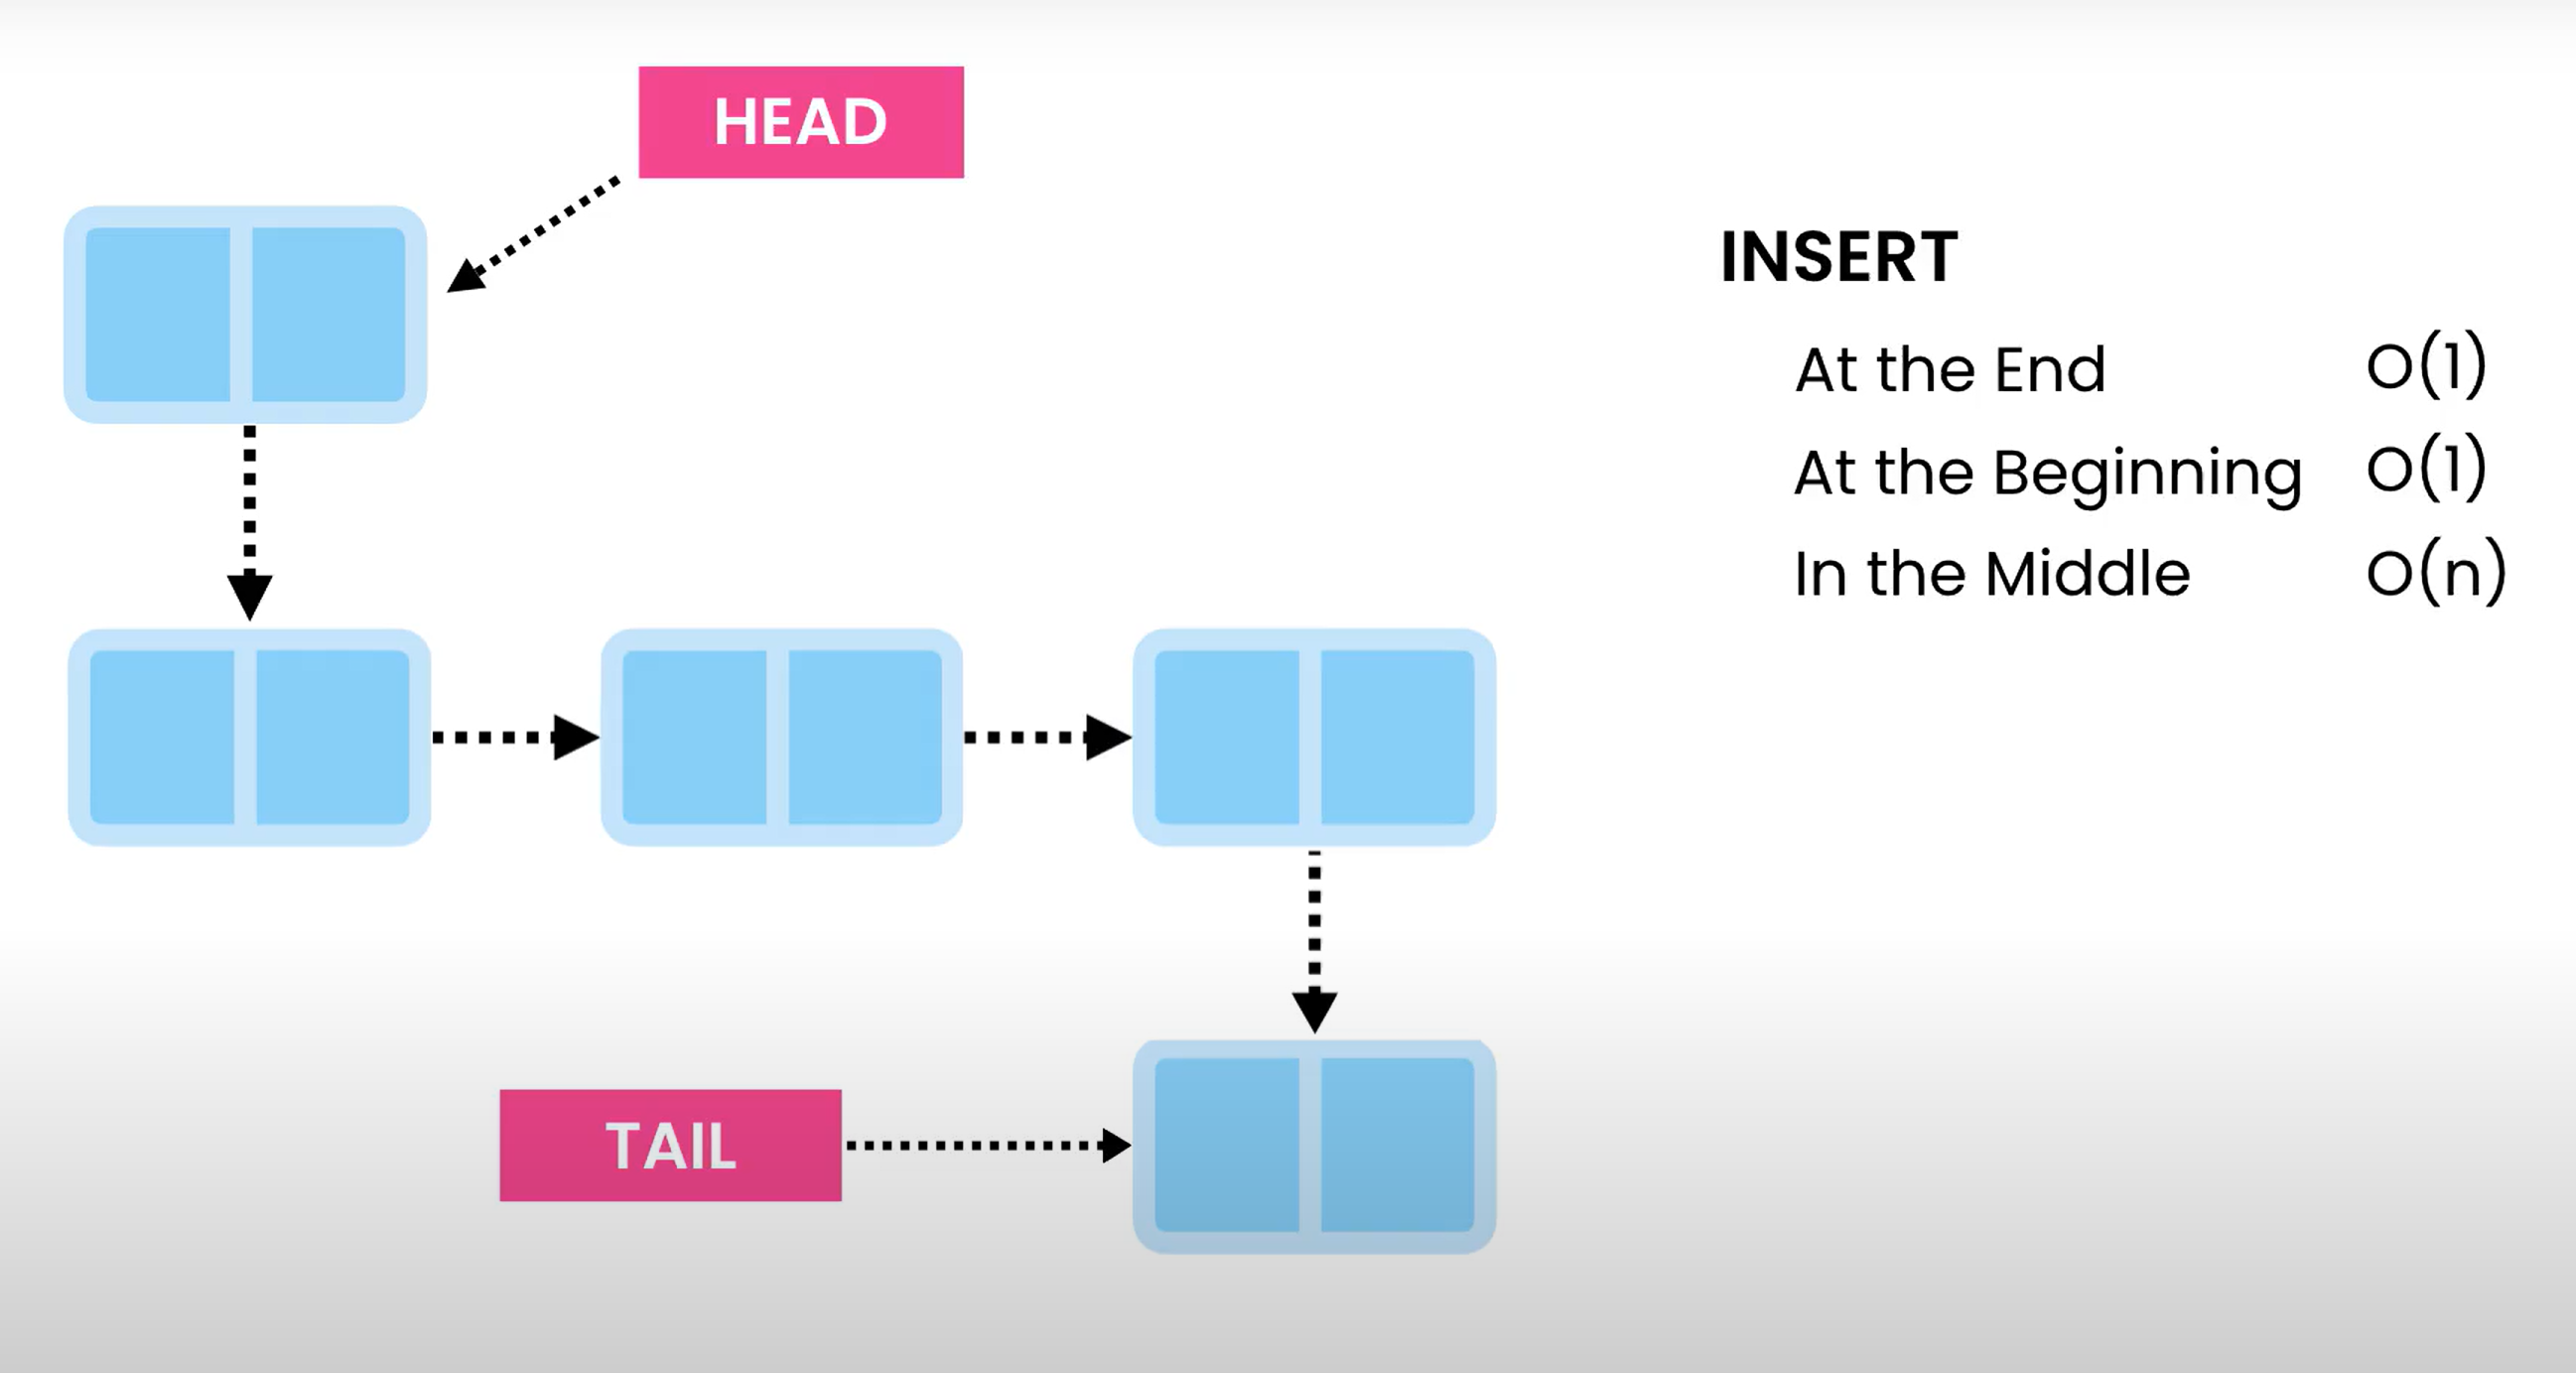 HEAD
INSERT
At the End O(1)
At the Beginning O(1)
In the Middle O(n)
TAIL